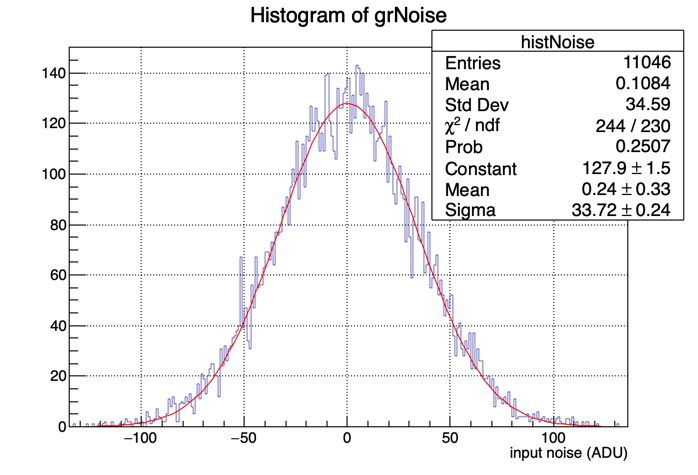 Histogram of grNoise
histNoise
Entries 11046
Mean 0.1084
Std Dev 34.59
χ² / ndf 244 / 230
Prob 0.2507
Constant 127.9 ± 1.5
Mean 0.24 ± 0.33
Sigma 33.72 ± 0.24
140
120
100
80
60
40
20
0
−100 −50 0 50 100
input noise (ADU)